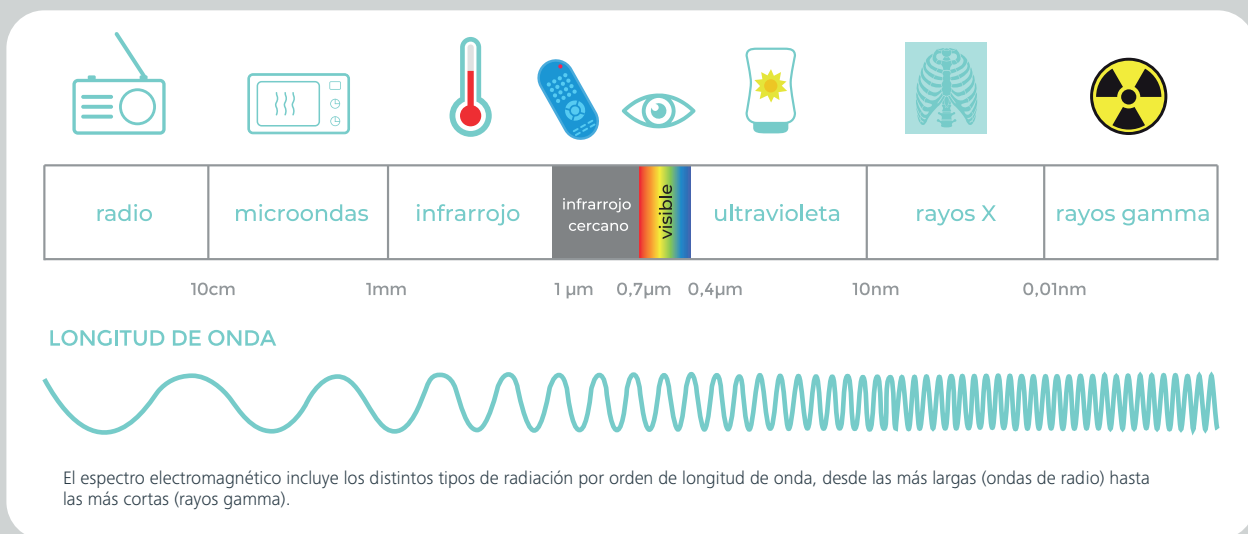 radio
microondas
infrarrojo
infrarrojo
cercano
visible
ultravioleta
rayos X
rayos gamma
10cm
1mm
1 µm
0,7µm
0,4µm
10nm
0,01nm
LONGITUD DE ONDA
El espectro electromagnético incluye los distintos tipos de radiación por orden de longitud de onda, desde las más largas (ondas de radio) hasta
las más cortas (rayos gamma).